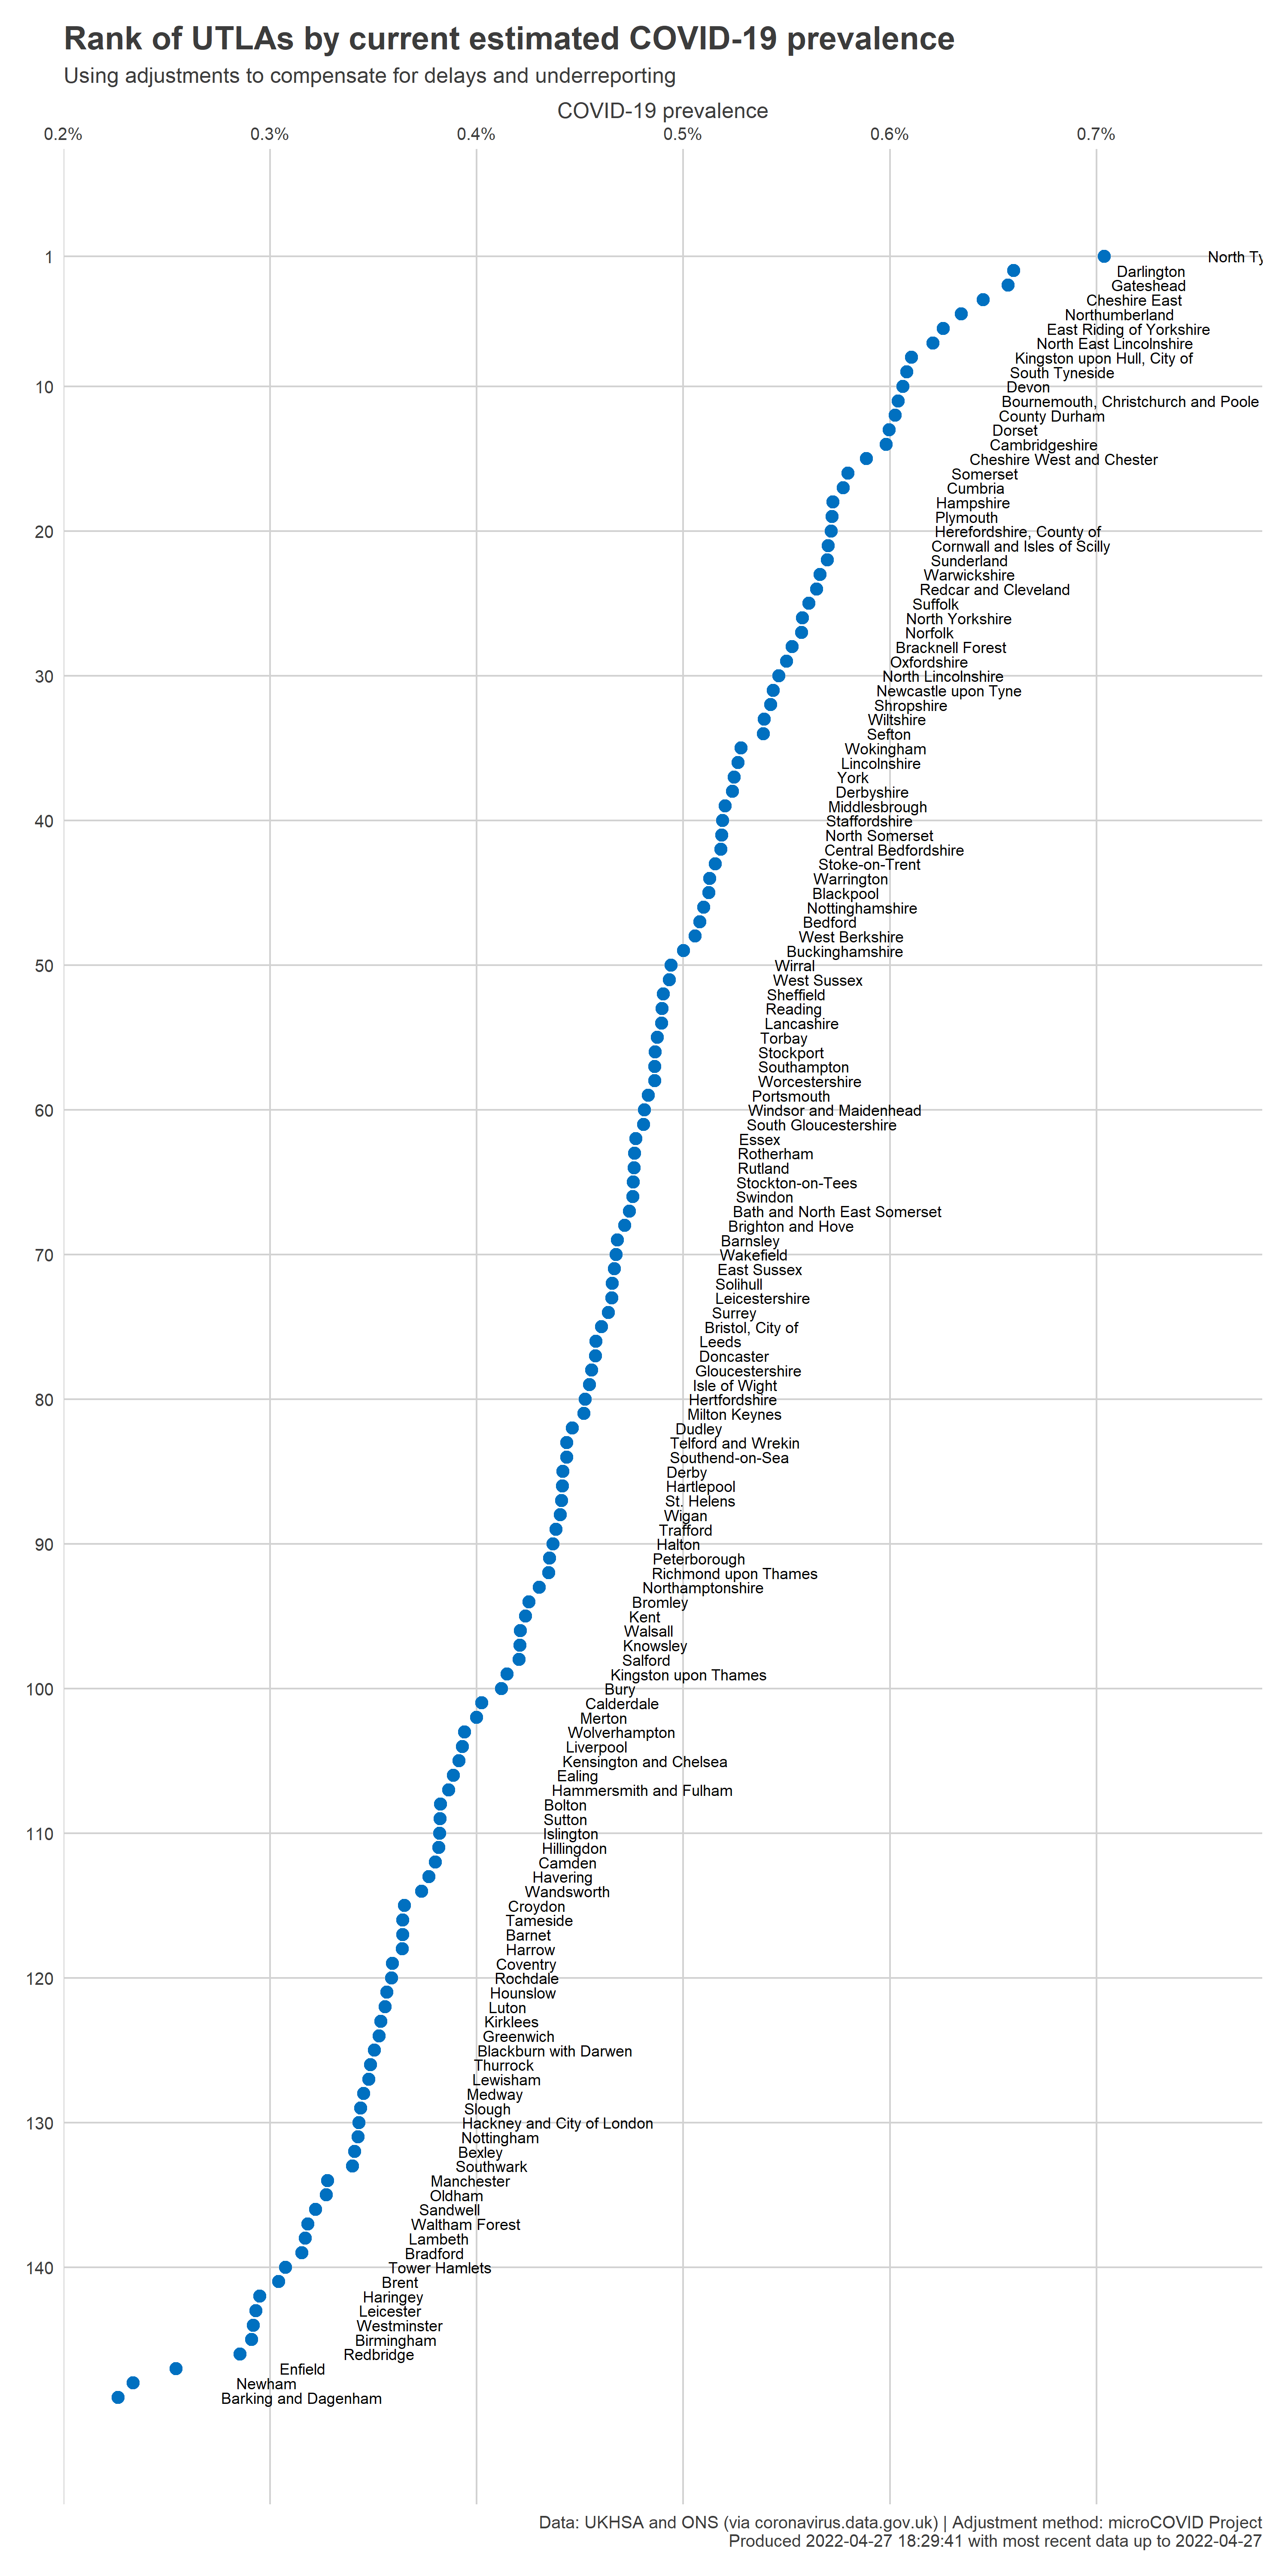 Rank of UTLAs by current estimated COVID-19 prevalence
Using adjustments to compensate for delays and underreporting
COVID-19 prevalence
0.2% 0.3% 0.4% 0.5% 0.6% 0.7%
1 North Ty
Darlington
Gateshead
Cheshire East
Northumberland
East Riding of Yorkshire
North East Lincolnshire
Kingston upon Hull, City of
South Tyneside
10 Devon
Bournemouth, Christchurch and Poole
County Durham
Dorset
Cambridgeshire
Cheshire West and Chester
Somerset
Cumbria
Hampshire
Plymouth
20 Herefordshire, County of
Cornwall and Isles of Scilly
Sunderland
Warwickshire
Redcar and Cleveland
Suffolk
North Yorkshire
Norfolk
Bracknell Forest
Oxfordshire
30 North Lincolnshire
Newcastle upon Tyne
Shropshire
Wiltshire
Sefton
Wokingham
Lincolnshire
York
Derbyshire
Middlesbrough
40 Staffordshire
North Somerset
Central Bedfordshire
Stoke-on-Trent
Warrington
Blackpool
Nottinghamshire
Bedford
West Berkshire
Buckinghamshire
50 Wirral
West Sussex
Sheffield
Reading
Lancashire
Torbay
Stockport
Southampton
Worcestershire
Portsmouth
60 Windsor and Maidenhead
South Gloucestershire
Essex
Rotherham
Rutland
Stockton-on-Tees
Swindon
Bath and North East Somerset
Brighton and Hove
Barnsley
70 Wakefield
East Sussex
Solihull
Leicestershire
Surrey
Bristol, City of
Leeds
Doncaster
Gloucestershire
Isle of Wight
80 Hertfordshire
Milton Keynes
Dudley
Telford and Wrekin
Southend-on-Sea
Derby
Hartlepool
St. Helens
Wigan
Trafford
90 Halton
Peterborough
Richmond upon Thames
Northamptonshire
Bromley
Kent
Walsall
Knowsley
Salford
Kingston upon Thames
100 Bury
Calderdale
Merton
Wolverhampton
Liverpool
Kensington and Chelsea
Ealing
Hammersmith and Fulham
Bolton
Sutton
110 Islington
Hillingdon
Camden
Havering
Wandsworth
Croydon
Tameside
Barnet
Harrow
Coventry
120 Rochdale
Hounslow
Luton
Kirklees
Greenwich
Blackburn with Darwen
Thurrock
Lewisham
Medway
Slough
130 Hackney and City of London
Nottingham
Bexley
Southwark
Manchester
Oldham
Sandwell
Waltham Forest
Lambeth
Bradford
140 Tower Hamlets
Brent
Haringey
Leicester
Westminster
Birmingham
Redbridge
Enfield
Newham
Barking and Dagenham
Data: UKHSA and ONS (via coronavirus.data.gov.uk) | Adjustment method: microCOVID Project
Produced 2022-04-27 18:29:41 with most recent data up to 2022-04-27